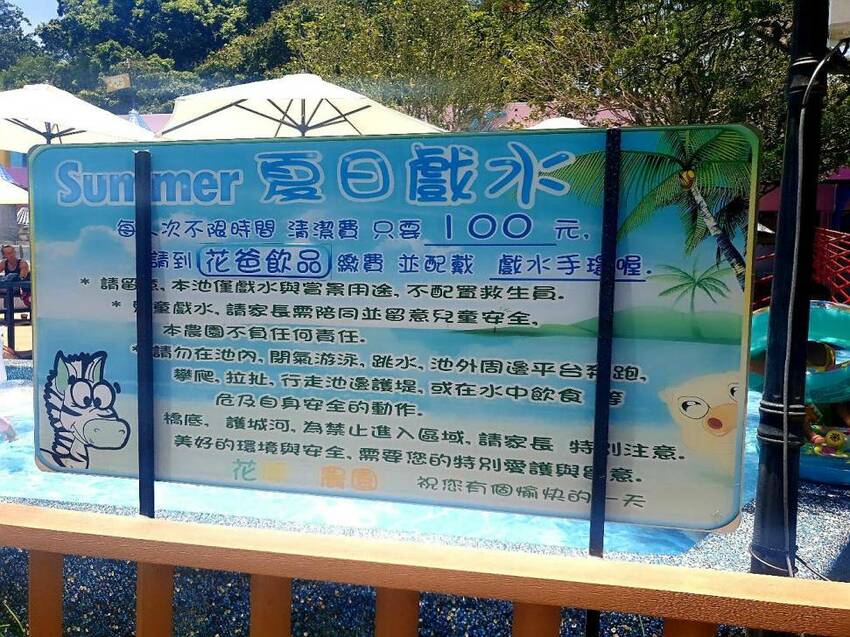 Summer 夏日戲水
每人次不限時間 清潔費 只要 100 元,
請到 花爸飲品 繳費 並配戴 戲水手環喔.
* 請留意, 本池僅戲水與當景用途, 不配置救生員.
* 兒童戲水, 請家長需陪同並留意兒童安全,
本農園不負任何責任.
* 請勿在池內, 閉氣游泳, 跳水, 池外周邊平台奔跑,
攀爬, 拉扯, 行走池邊護堤, 或在水中飲食 等
危及自身安全的動作.
橋底, 護城河, 為禁止進入區域, 請家長 特別注意.
美好的環境與安全, 需要您的特別愛護與留意.
花 農園 祝您有個愉快的一天